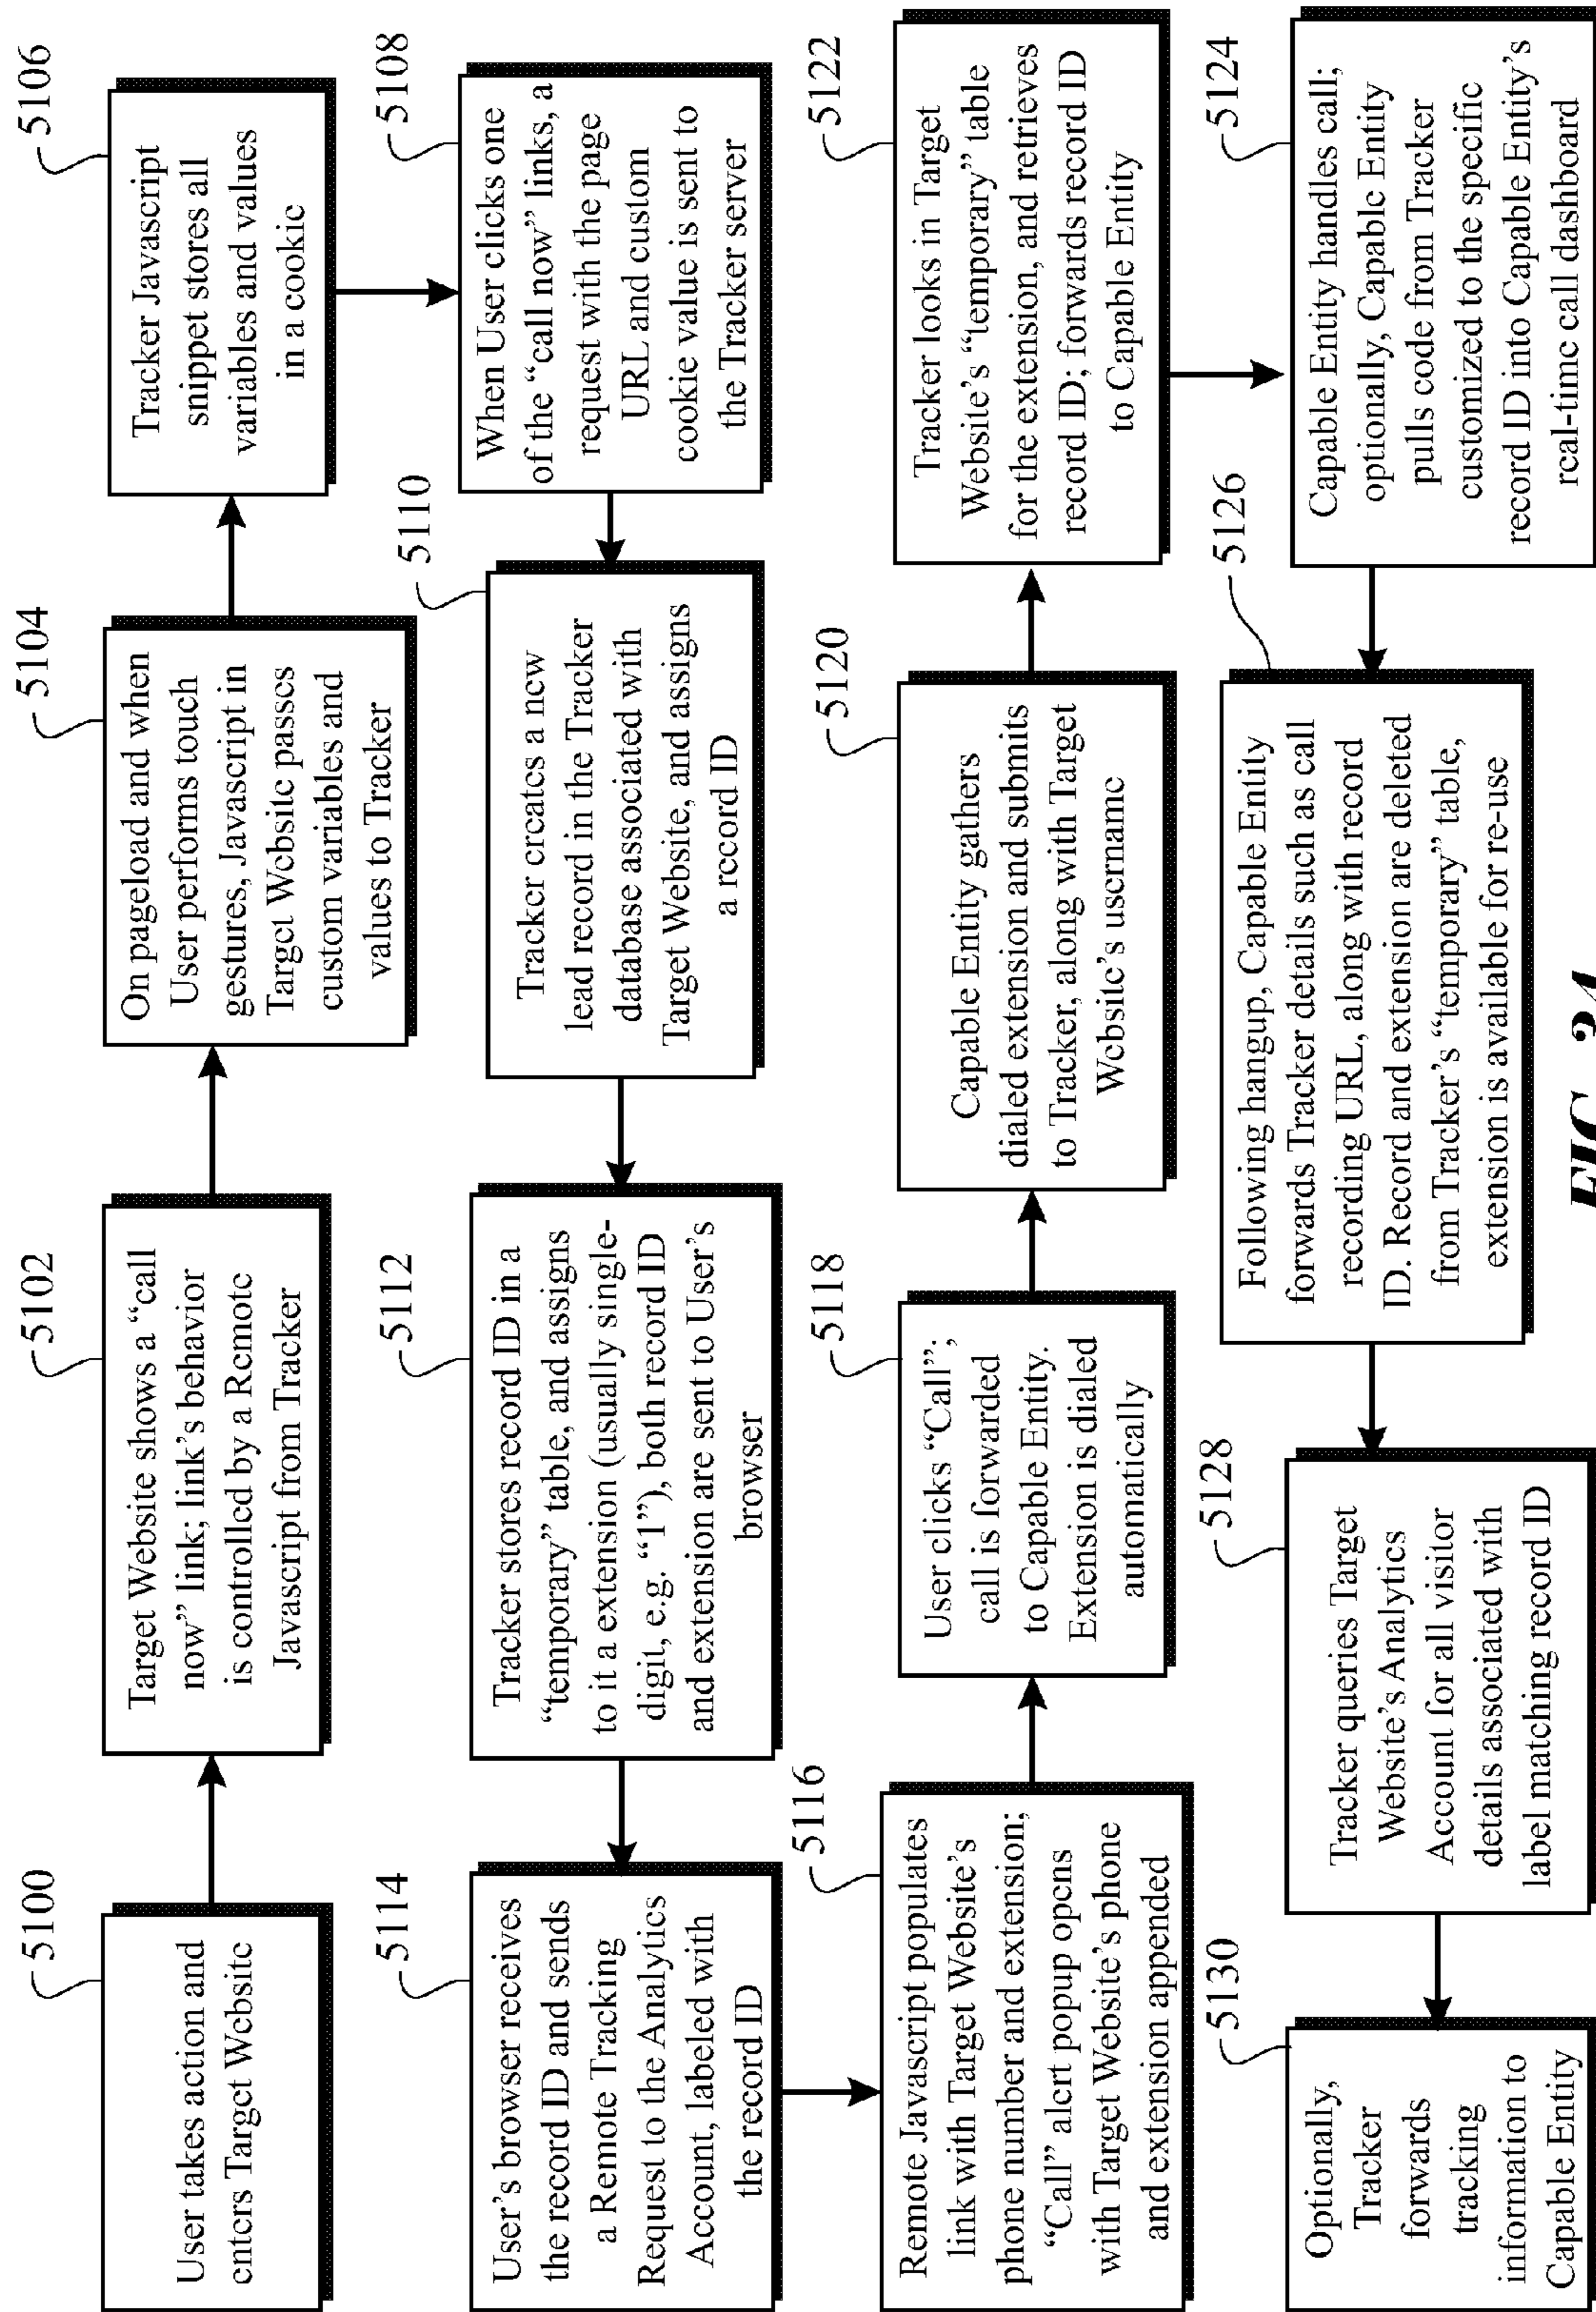 5100
User takes action and
enters Target Website
5102
Target Website shows a "call
now" link; link's behavior
is controlled by a Remote
Javascript from Tracker
5104
On pageload and when
User performs touch
gestures, Javascript in
Target Website passes
custom variables and
values to Tracker
5106
Tracker Javascript
snippet stores all
variables and values
in a cookie
5108
When User clicks one
of the "call now" links, a
request with the page
URL and custom
cookie value is sent to
the Tracker server
5110
Tracker creates a new
lead record in the Tracker
database associated with
Target Website, and assigns
a record ID
5112
Tracker stores record ID in a
"temporary" table, and assigns
to it a extension (usually single-
digit, e.g. "1"), both record ID
and extension are sent to User's
browser
5114
User's browser receives
the record ID and sends
a Remote Tracking
Request to the Analytics
Account, labeled with
the record ID
5116
Remote Javascript populates
link with Target Website's
phone number and extension;
"Call" alert popup opens
with Target Website's phone
and extension appended
5118
User clicks "Call";
call is forwarded
to Capable Entity.
Extension is dialed
automatically
5120
Capable Entity gathers
dialed extension and submits
to Tracker, along with Target
Website's username
5122
Tracker looks in Target
Website's "temporary" table
for the extension, and retrieves
record ID; forwards record ID
to Capable Entity
5124
Capable Entity handles call;
optionally, Capable Entity
pulls code from Tracker
customized to the specific
record ID into Capable Entity's
real-time call dashboard
5126
Following hangup, Capable Entity
forwards Tracker details such as call
recording URL, along with record
ID. Record and extension are deleted
from Tracker's "temporary" table,
extension is available for re-use
5128
Tracker queries Target
Website's Analytics
Account for all visitor
details associated with
label matching record ID
5130
Optionally,
Tracker
forwards
tracking
information to
Capable Entity
FIG. 34